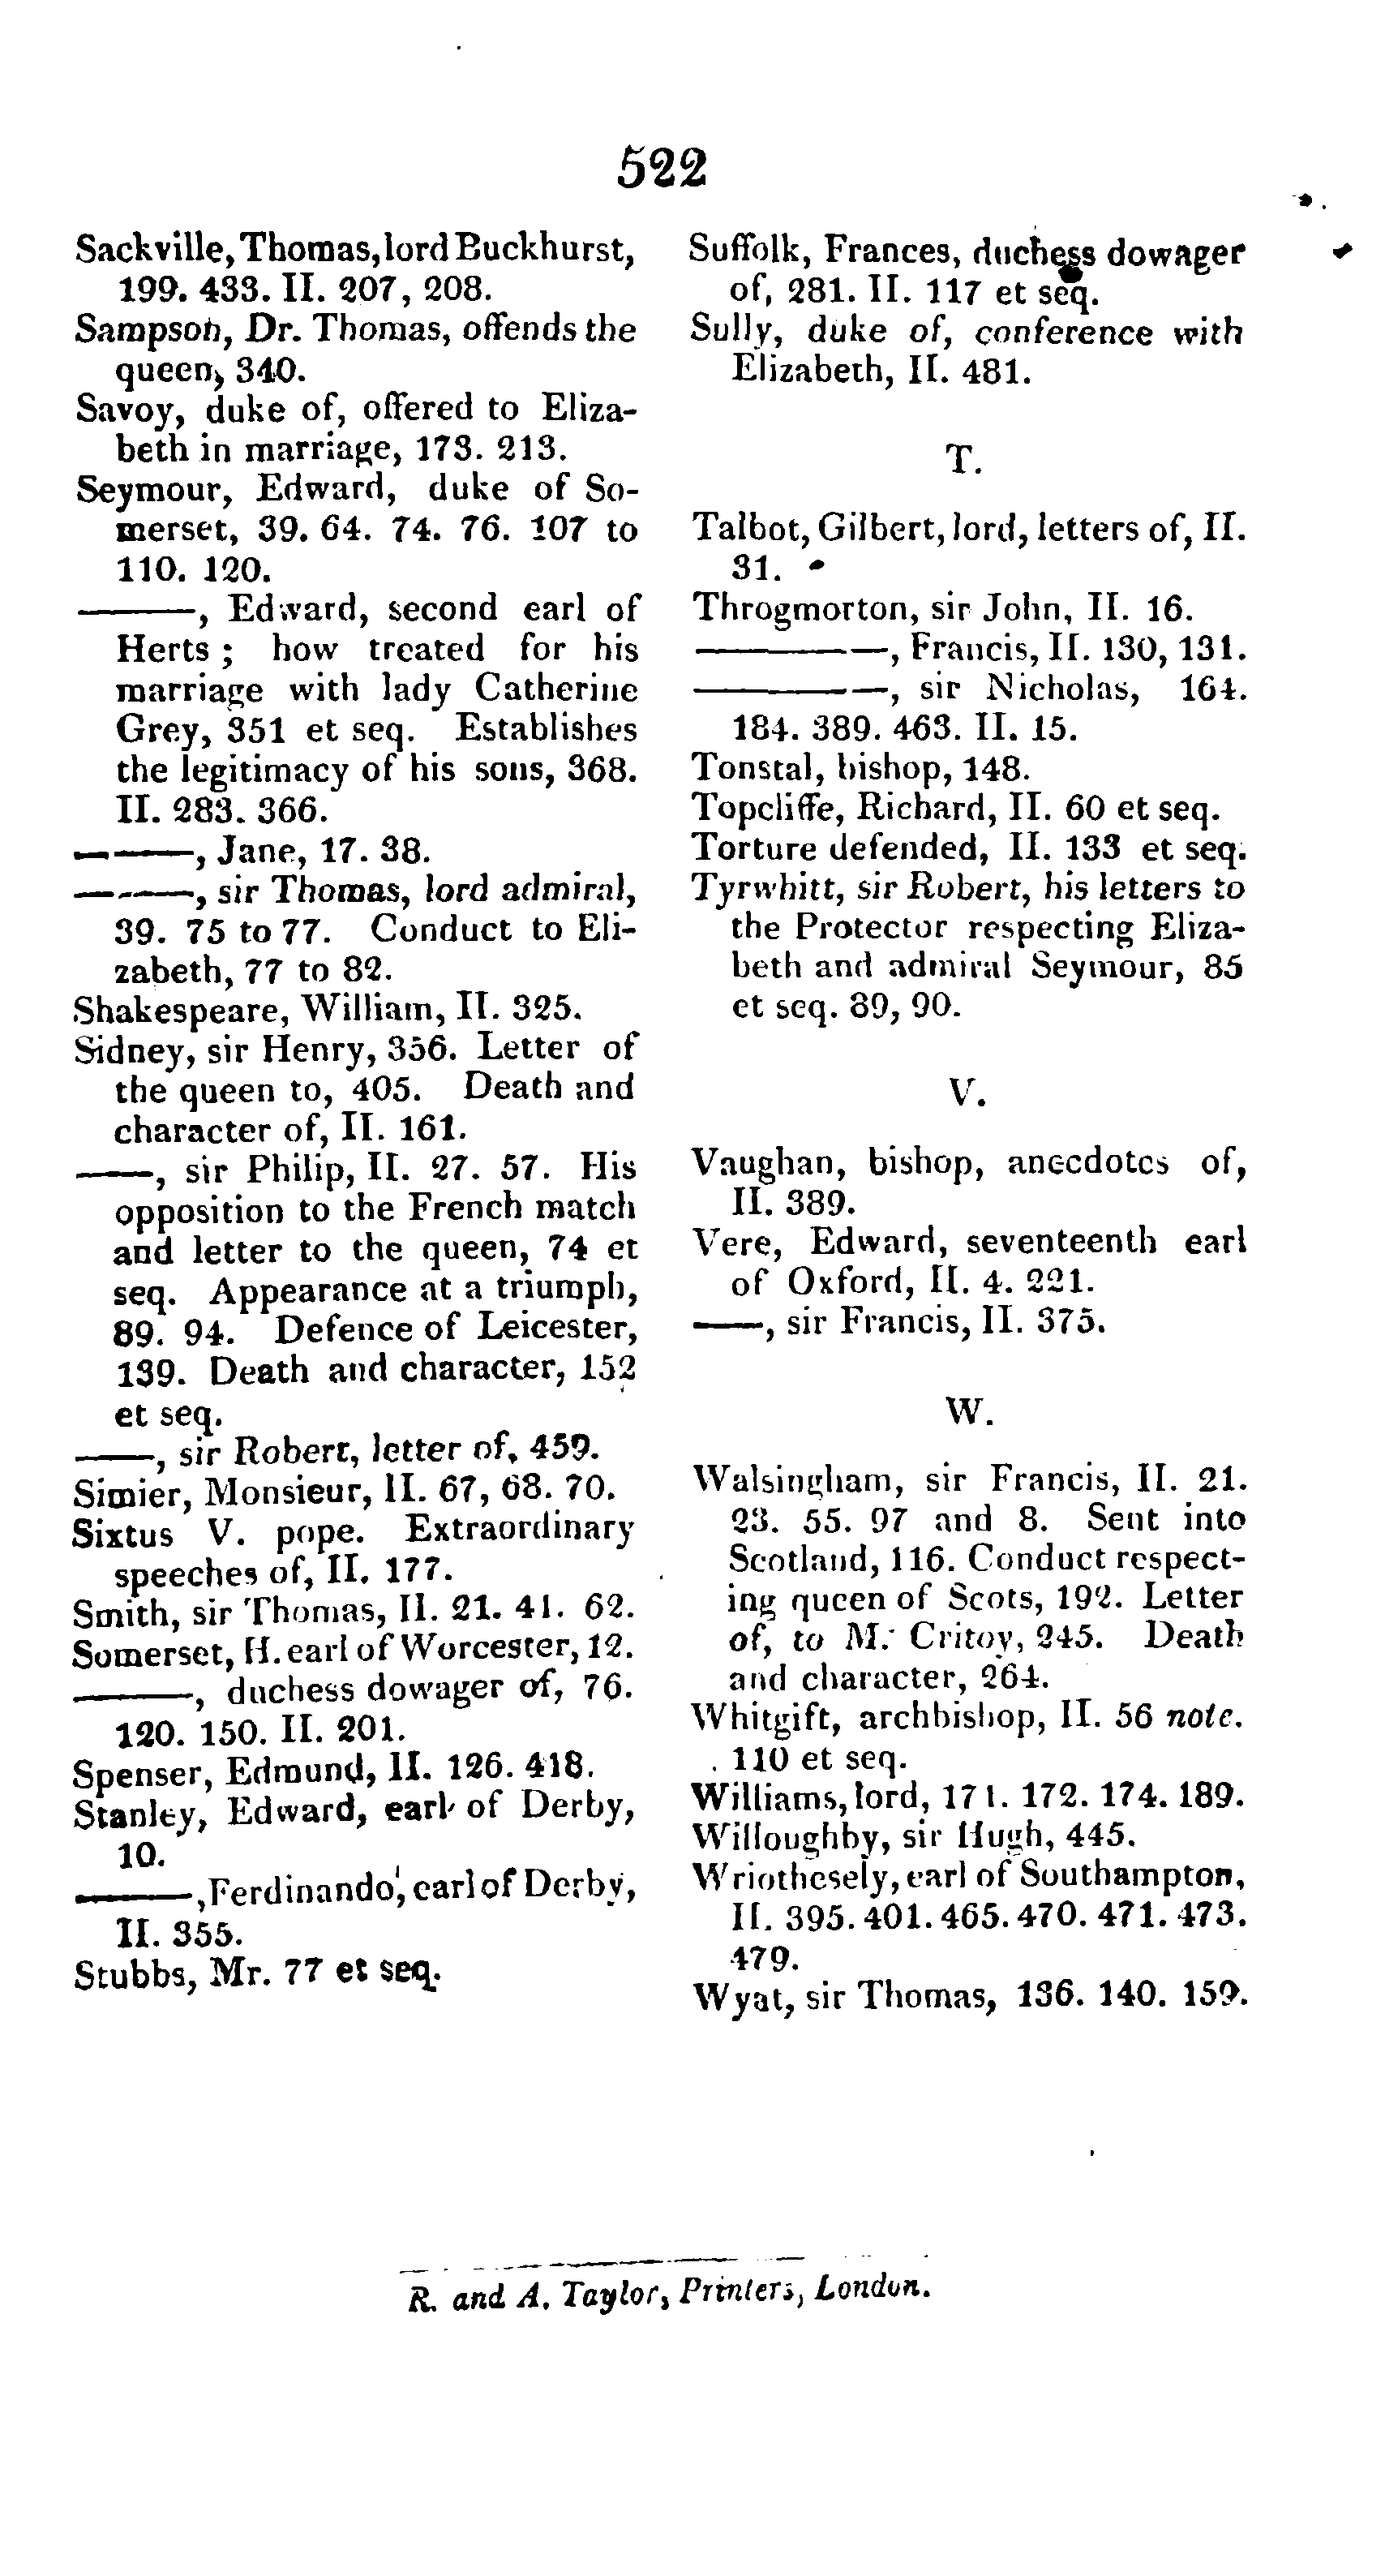 522
Sackville, Thomas, lord Buckhurst,
199. 433. II. 207, 208.
Sampson, Dr. Thomas, offends the
queen, 340.
Savoy, duke of, offered to Eliza-
beth in marriage, 173. 213.
Seymour, Edward, duke of So-
merset, 39. 64. 74. 76. 107 to
110. 120.
———, Edward, second earl of
Herts; how treated for his
marriage with lady Catherine
Grey, 351 et seq. Establishes
the legitimacy of his sons, 368.
II. 283. 366.
———, Jane, 17. 38.
———, sir Thomas, lord admiral,
39. 75 to 77. Conduct to Eli-
zabeth, 77 to 82.
Shakespeare, William, II. 325.
Sidney, sir Henry, 356. Letter of
the queen to, 405. Death and
character of, II. 161.
——, sir Philip, II. 27. 57. His
opposition to the French match
and letter to the queen, 74 et
seq. Appearance at a triumph,
89. 94. Defence of Leicester,
139. Death and character, 152
et seq.
——, sir Robert, letter of, 459.
Simier, Monsieur, II. 67, 68. 70.
Sixtus V. pope. Extraordinary
speeches of, II. 177.
Smith, sir Thomas, II. 21. 41. 62.
Somerset, H. earl of Worcester, 12.
———, duchess dowager of, 76.
120. 150. II. 201.
Spenser, Edmund, II. 126. 418.
Stanley, Edward, earl of Derby,
10.
———, Ferdinando, earl of Derby,
II. 355.
Stubbs, Mr. 77 et seq.
Suffolk, Frances, duchess dowager
of, 281. II. 117 et seq.
Sully, duke of, conference with
Elizabeth, II. 481.
T.
Talbot, Gilbert, lord, letters of, II.
31.
Throgmorton, sir John, II. 16.
————, Francis, II. 130, 131.
————, sir Nicholas, 164.
184. 389. 463. II. 15.
Tonstal, bishop, 148.
Topcliffe, Richard, II. 60 et seq.
Torture defended, II. 133 et seq.
Tyrwhitt, sir Robert, his letters to
the Protector respecting Eliza-
beth and admiral Seymour, 85
et seq. 89, 90.
V.
Vaughan, bishop, anecdotes of,
II. 389.
Vere, Edward, seventeenth earl
of Oxford, II. 4. 221.
——, sir Francis, II. 375.
W.
Walsingham, sir Francis, II. 21.
23. 55. 97 and 8. Sent into
Scotland, 116. Conduct respect-
ing queen of Scots, 192. Letter
of, to M. Critoy, 245. Death
and character, 264.
Whitgift, archbishop, II. 56 note.
110 et seq.
Williams, lord, 171. 172. 174. 189.
Willoughby, sir Hugh, 445.
Wriothesely, earl of Southampton,
II. 395. 401. 465. 470. 471. 473.
479.
Wyat, sir Thomas, 136. 140. 159.
R. and A. Taylor, Printers, London.